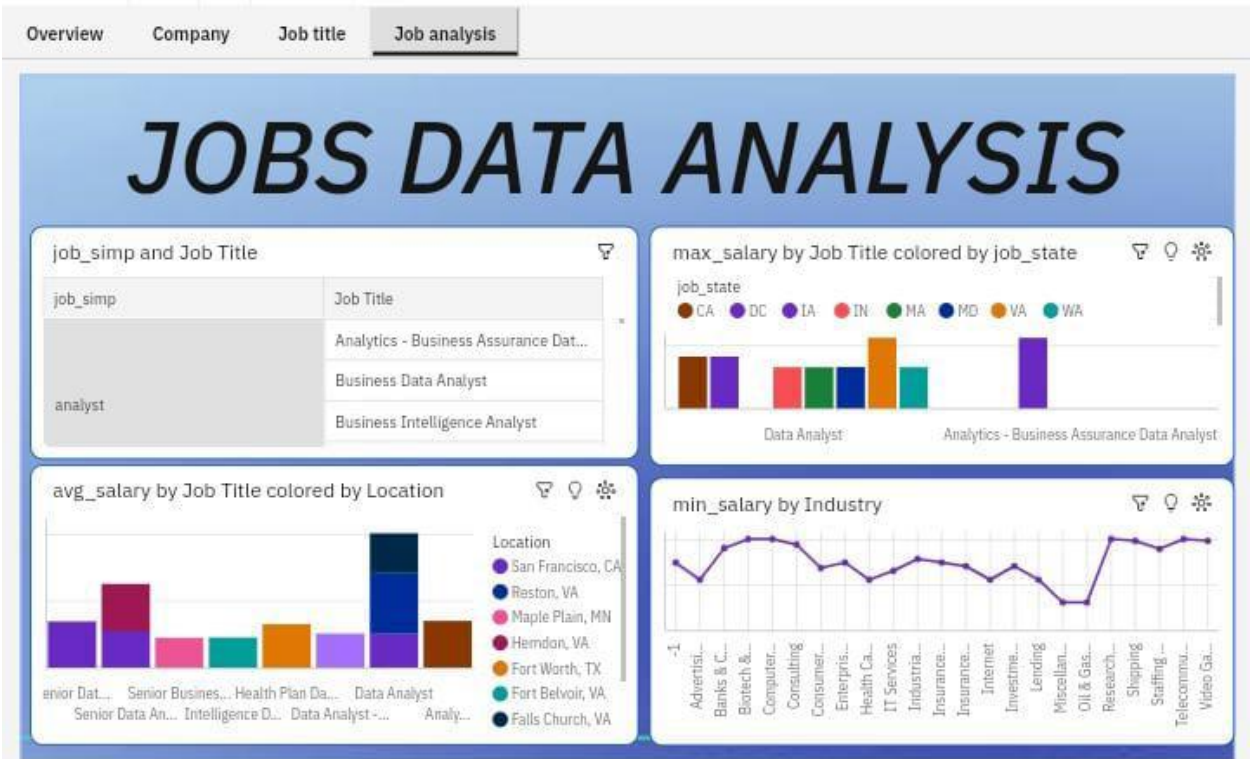 Overview Company Job title Job analysis
JOBS DATA ANALYSIS
job_simp and Job Title
job_simp Job Title
analyst
Analytics - Business Assurance Dat...
Business Data Analyst
Business Intelligence Analyst
max_salary by Job Title colored by job_state
job_state
CA DC IA IN MA MO VA WA
Data Analyst Analytics - Business Assurance Data Analyst
avg_salary by Job Title colored by Location
Location
San Francisco, CA
Reston, VA
Maple Plain, MN
Herndon, VA
Fort Worth, TX
Fort Belvoir, VA
Falls Church, VA
enior Dat... Senior Busines... Health Plan Da... Data Analyst
Senior Data An... Intelligence D... Data Analyst -... Analy...
min_salary by Industry
-1
Advertisi...
Banks & C...
Biotech &...
Computer...
Consulting
Consumer...
Enterpris...
Health Ca...
IT Services
Industria...
Insurance...
Insurance...
Internet
Investme...
Lending
Miscellan...
Oil & Gas...
Research...
Shipping
Staffing ...
Telecommu...
Video Ga...